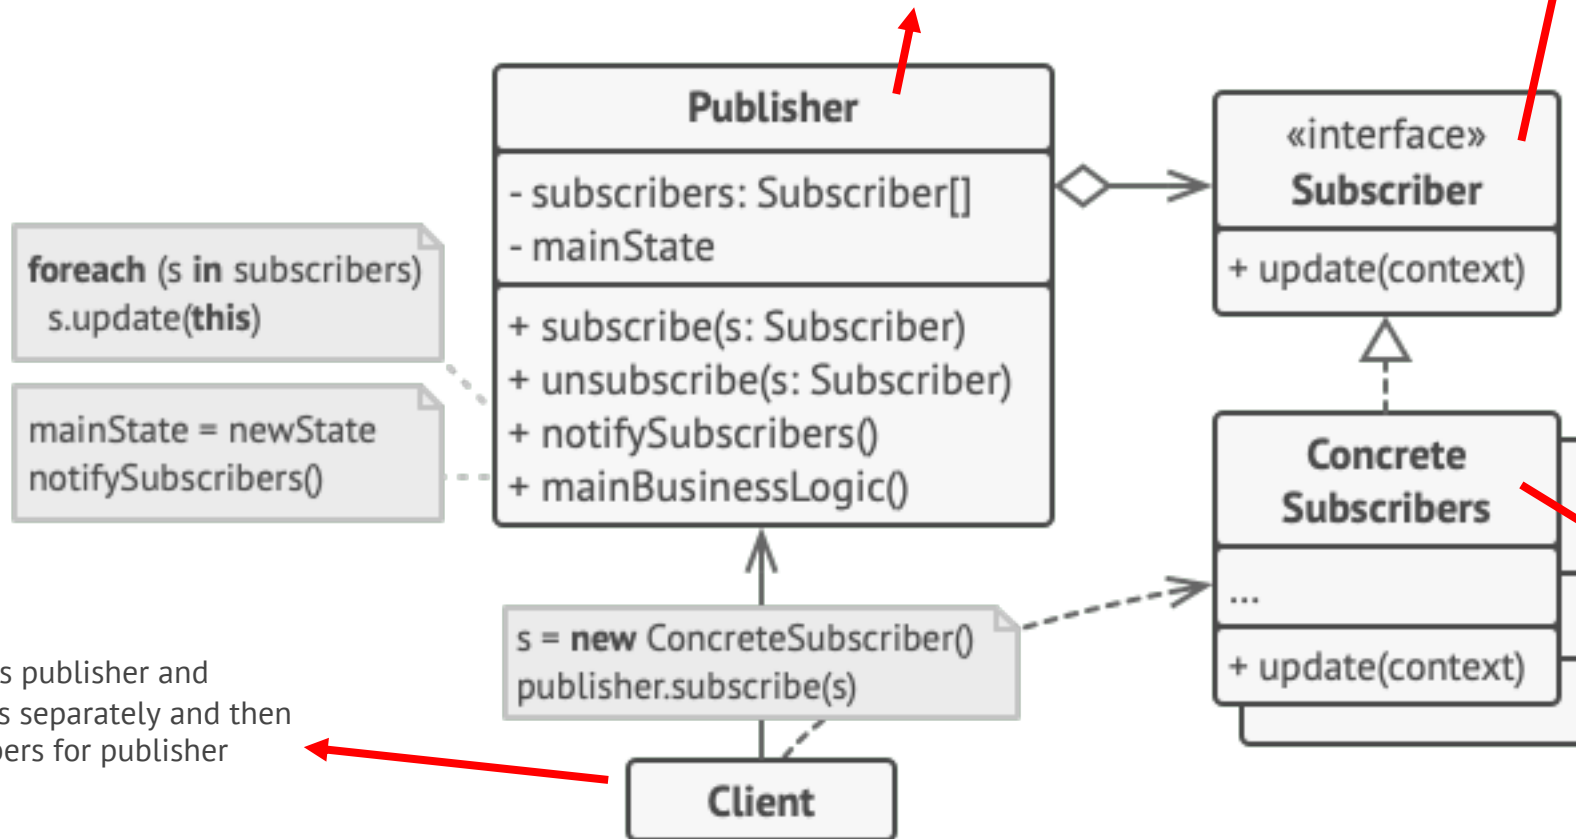 Publisher
- subscribers: Subscriber[]
- mainState
+ subscribe(s: Subscriber)
+ unsubscribe(s: Subscriber)
+ notifySubscribers()
+ mainBusinessLogic()
«interface»
Subscriber
+ update(context)
foreach (s in subscribers)
s.update(this)
mainState = newState
notifySubscribers()
Concrete
Subscribers
...
+ update(context)
s = new ConcreteSubscriber()
publisher.subscribe(s)
s publisher and
s separately and then
bers for publisher
Client